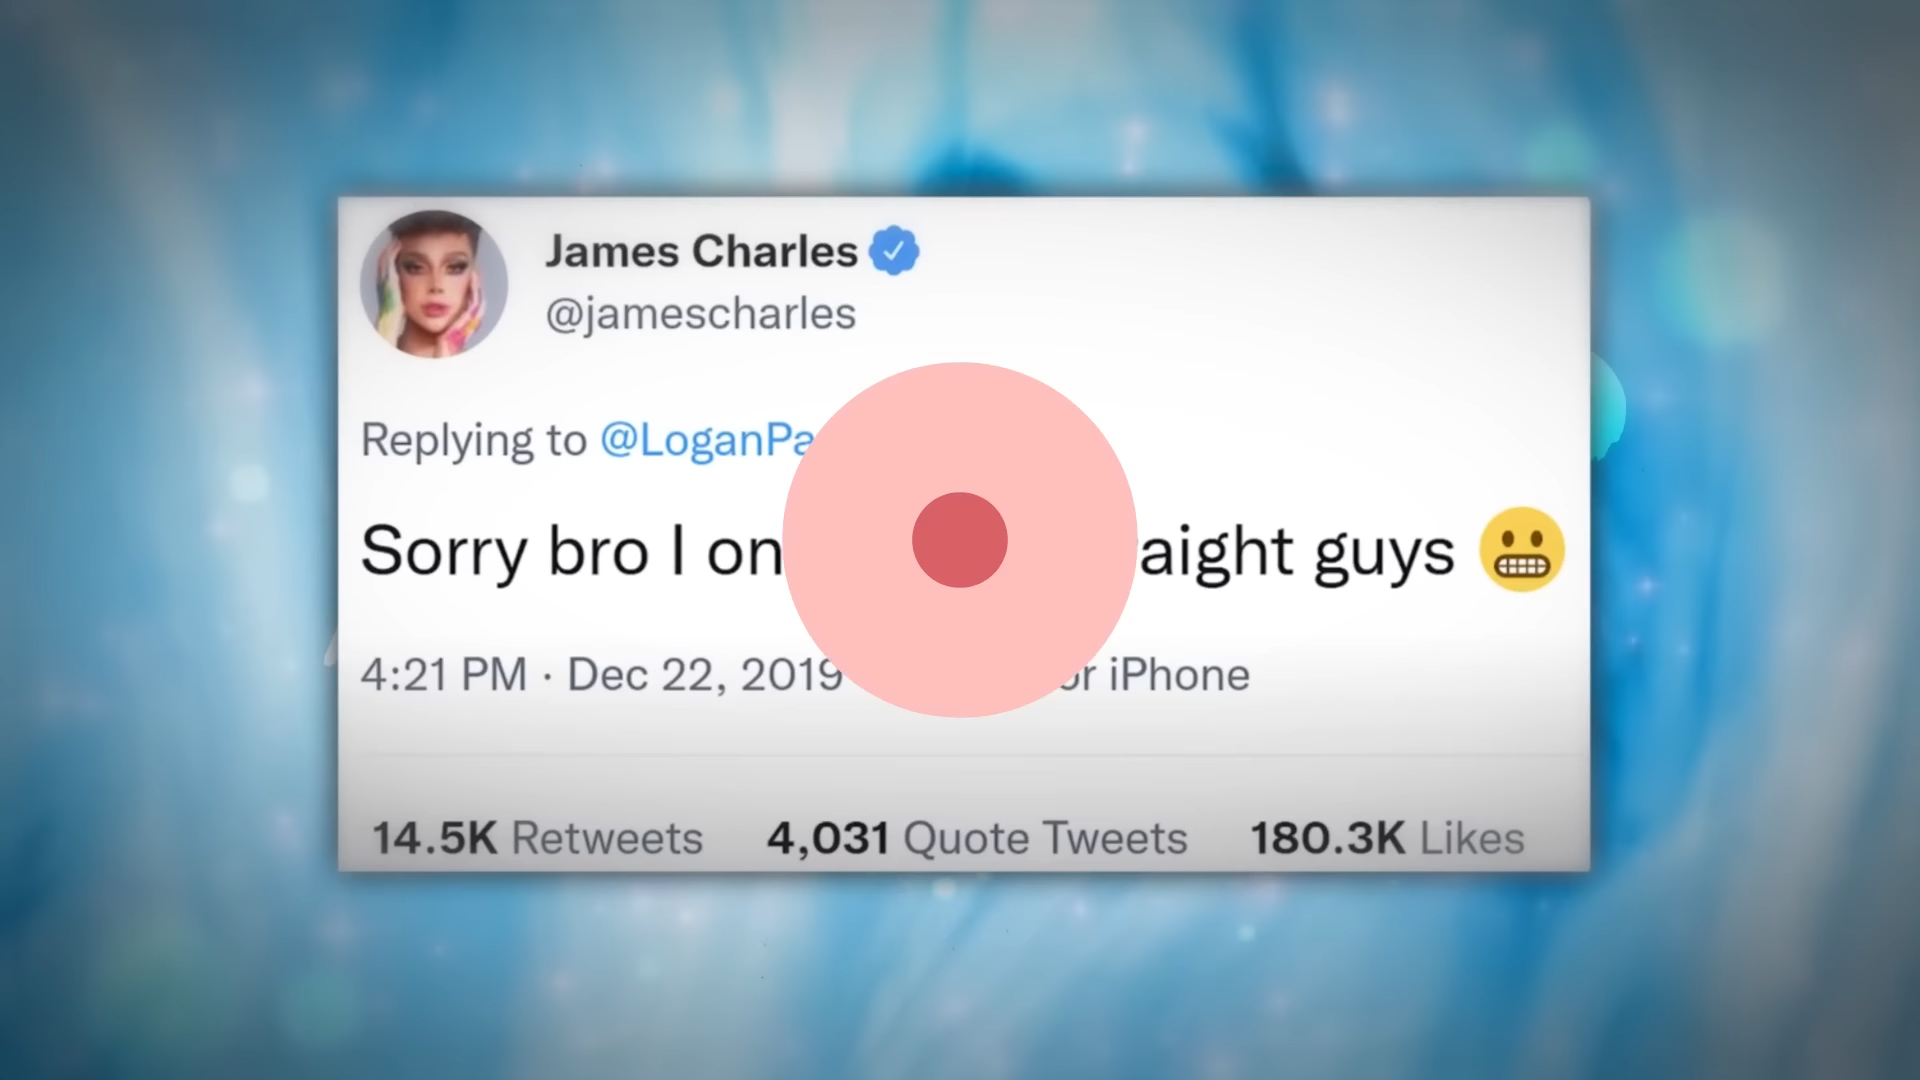 James Charles
@jamescharles
Replying to @LoganPa
Sorry bro I on aight guys 😬
4:21 PM · Dec 22, 2019 or iPhone
14.5K Retweets 4,031 Quote Tweets 180.3K Likes